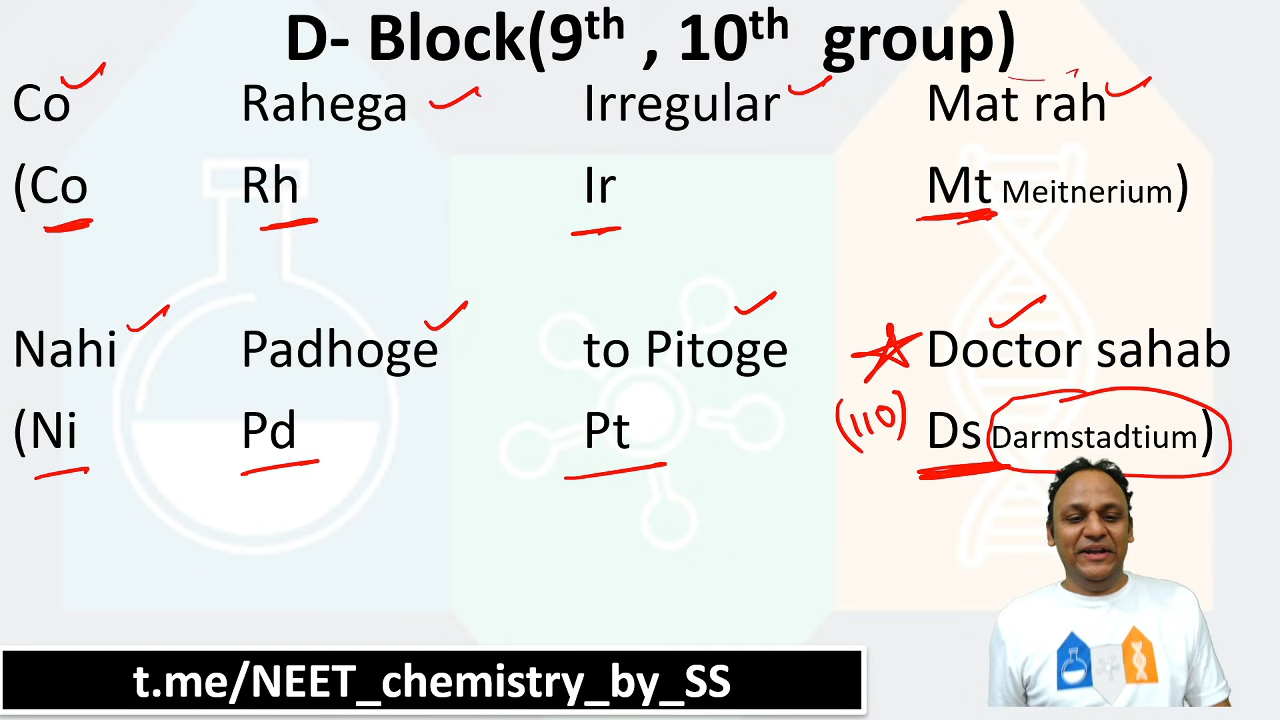 D- Block(9th , 10th group)
Co Rahega Irregular Mat rah
(Co Rh Ir Mt Meitnerium)
Nahi Padhoge to Pitoge Doctor sahab
(Ni Pd Pt (110) Ds Darmstadtium)
t.me/NEET_chemistry_by_SS